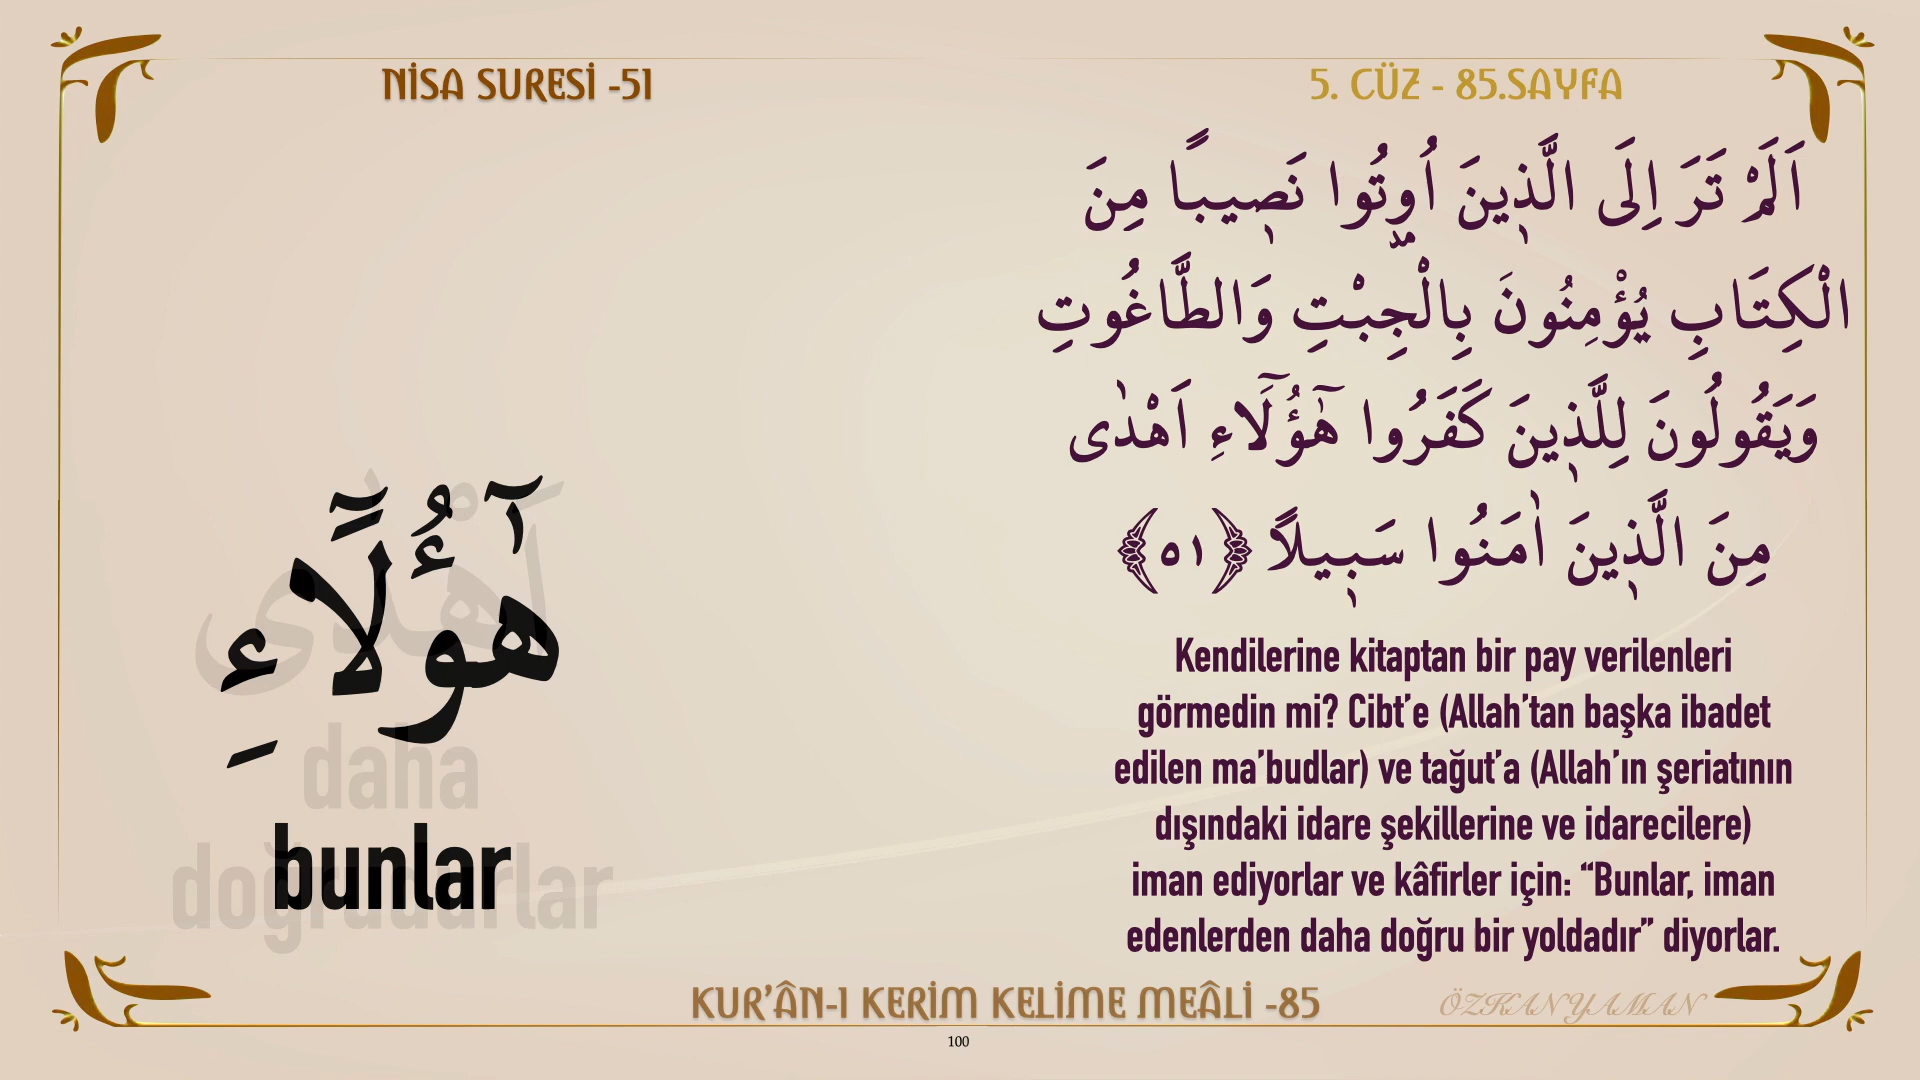 NİSA SURESİ -51
5. CÜZ - 85.SAYFA
اَلَمْ تَرَ اِلَى الَّذ۪ينَ اُو۫تُوا نَص۪يباً مِنَ
الْكِتَابِ يُؤْمِنُونَ بِالْجِبْتِ وَالطَّاغُوتِ
وَيَقُولُونَ لِلَّذ۪ينَ كَفَرُوا هٰٓؤُ۬لَٓاءِ اَهْدٰى
مِنَ الَّذ۪ينَ اٰمَنُوا سَب۪يلاً ﴿٥١﴾
Kendilerine kitaptan bir pay verilenleri
görmedin mi? Cibt’e (Allah’tan başka ibadet
edilen ma’budlar) ve tağut’a (Allah’ın şeriatının
dışındaki idare şekillerine ve idarecilere)
iman ediyorlar ve kâfirler için: “Bunlar, iman
edenlerden daha doğru bir yoldadır” diyorlar.
هٰٓؤُلَٓاءِ
bunlar
اَهْدٰى
daha
doğrudurlar
KUR’ÂN-I KERİM KELİME MEÂLİ -85
ÖZKAN YAMAN
100